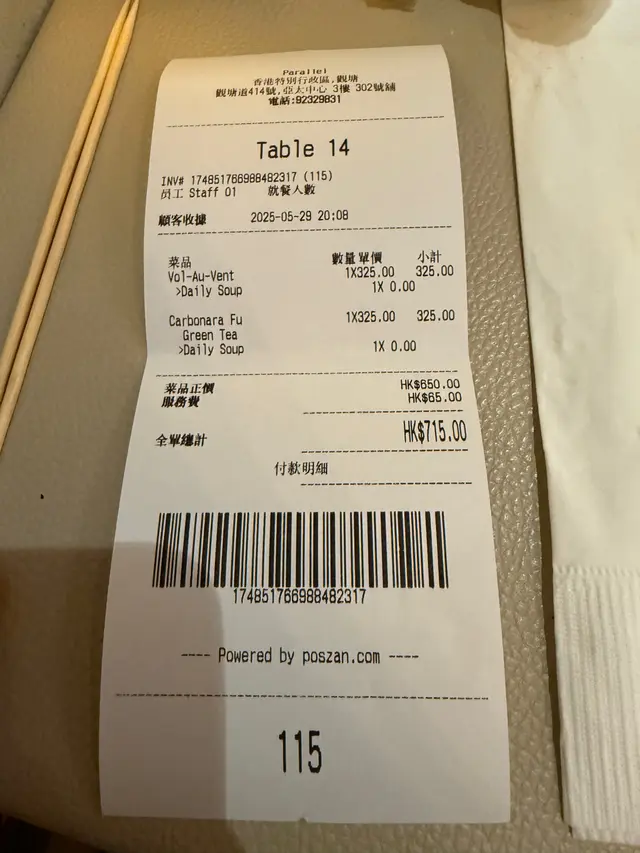 Parallel
香港特別行政區, 觀塘
觀塘道414號, 亞太中心 3樓 302號舖
電話:92329831
Table 14
INV# 174851766988482317 (115)
員工 Staff 01 就餐人數
顧客收據 2025-05-29 20:08
菜品 數量單價 小計
Vol-Au-Vent 1X325.00 325.00
>Daily Soup 1X 0.00
Carbonara Fu 1X325.00 325.00
Green Tea
>Daily Soup 1X 0.00
菜品正價 HK$650.00
服務費 HK$65.00
全單總計 HK$715.00
付款明細
174851766988482317
---- Powered by poszan.com ----
115